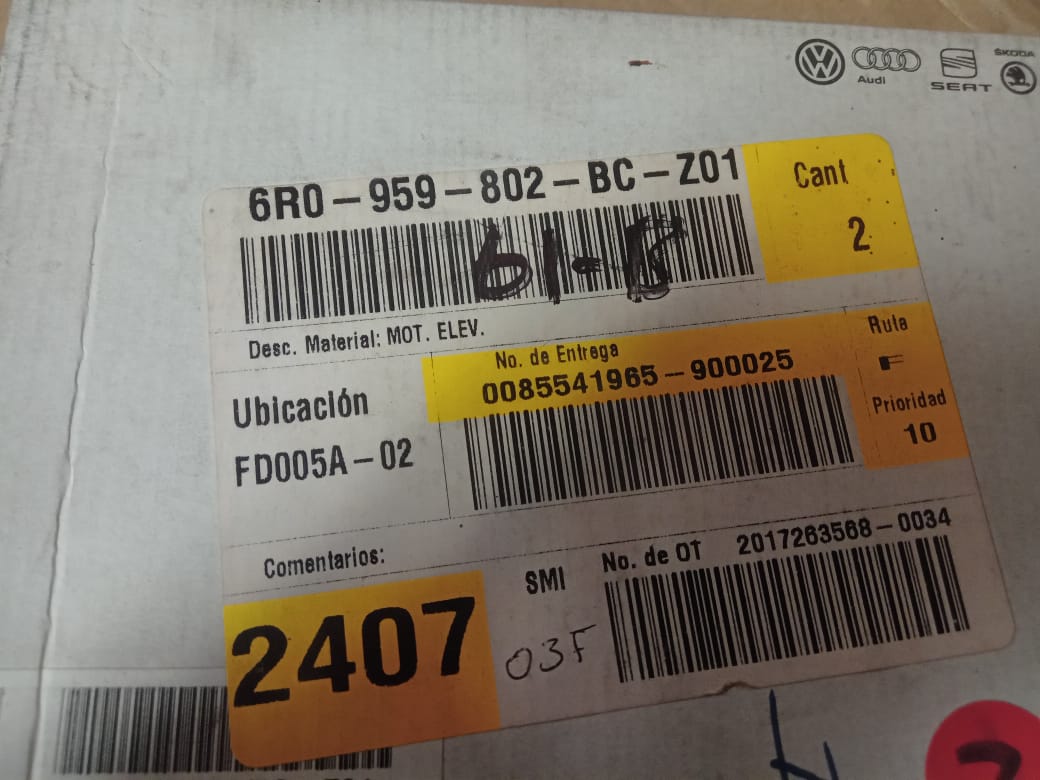 Audi
SEAT
ŠKODA
6R0-959-802-BC-Z01
Cant
2
61-B
Desc. Material: MOT. ELEV.
No. de Entrega
0085541965-900025
Ruta
F
Prioridad
10
Ubicación
FD005A-02
Comentarios:
2407
SMI
03F
No. de OT 2017263568-0034